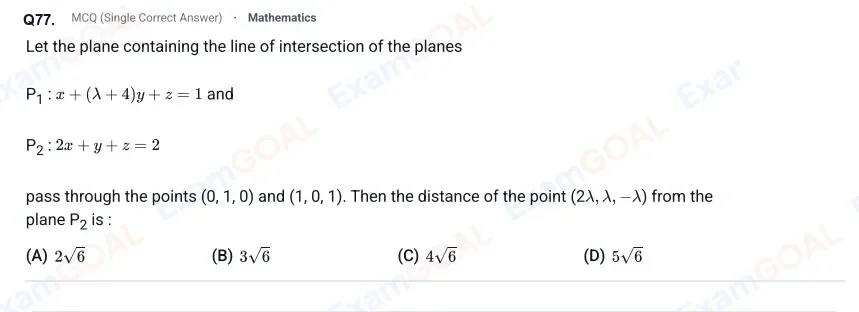 Q77. MCQ (Single Correct Answer) · Mathematics
Let the plane containing the line of intersection of the planes
P₁ : x + (λ + 4)y + z = 1 and
P₂ : 2x + y + z = 2
pass through the points (0, 1, 0) and (1, 0, 1). Then the distance of the point (2λ, λ, −λ) from the
plane P₂ is :
(A) 2√6 (B) 3√6 (C) 4√6 (D) 5√6
ExamGOAL